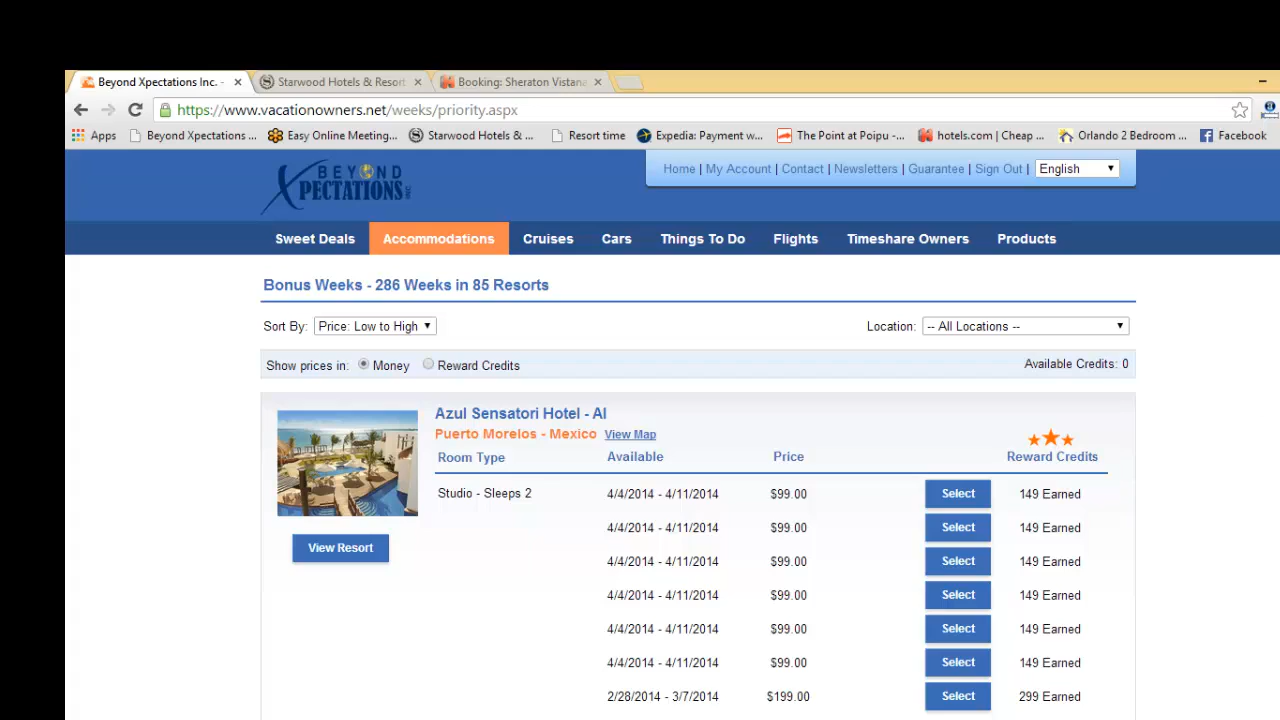 Beyond Xpectations Inc. -
Starwood Hotels & Resort
Booking: Sheraton Vistana
https://www.vacationowners.net/weeks/priority.aspx
Apps Beyond Xpectations ... Easy Online Meeting... Starwood Hotels & ... Resort time Expedia: Payment w... The Point at Poipu -... hotels.com | Cheap ... Orlando 2 Bedroom ... Facebook
BEYOND
XPECTATIONS INC.
Home | My Account | Contact | Newsletters | Guarantee | Sign Out | English
Sweet Deals Accommodations Cruises Cars Things To Do Flights Timeshare Owners Products
Bonus Weeks - 286 Weeks in 85 Resorts
Sort By: Price: Low to High Location: -- All Locations --
Show prices in: Money Reward Credits Available Credits: 0
Azul Sensatori Hotel - AI
Puerto Morelos - Mexico View Map
Room Type Available Price Reward Credits
Studio - Sleeps 2 4/4/2014 - 4/11/2014 $99.00 Select 149 Earned
4/4/2014 - 4/11/2014 $99.00 Select 149 Earned
View Resort
4/4/2014 - 4/11/2014 $99.00 Select 149 Earned
4/4/2014 - 4/11/2014 $99.00 Select 149 Earned
4/4/2014 - 4/11/2014 $99.00 Select 149 Earned
4/4/2014 - 4/11/2014 $99.00 Select 149 Earned
2/28/2014 - 3/7/2014 $199.00 Select 299 Earned